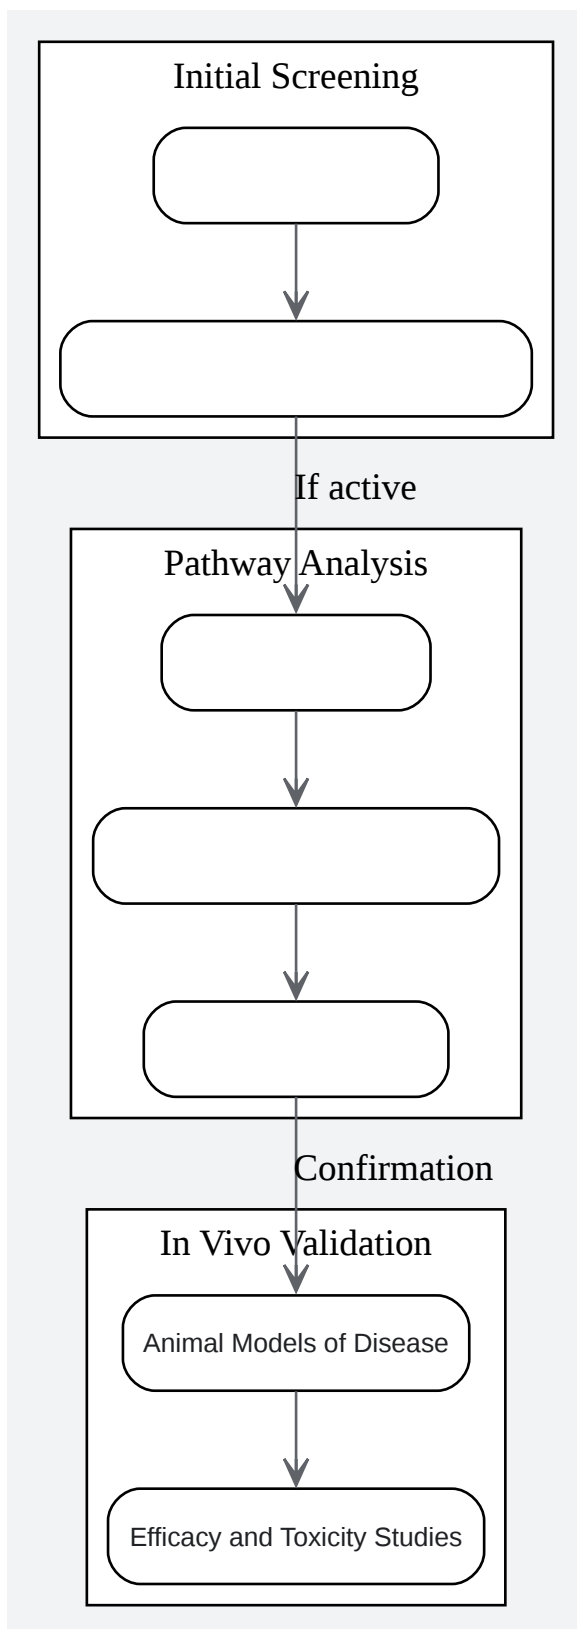 Initial Screening
If active
Pathway Analysis
Confirmation
In Vivo Validation
Animal Models of Disease
Efficacy and Toxicity Studies